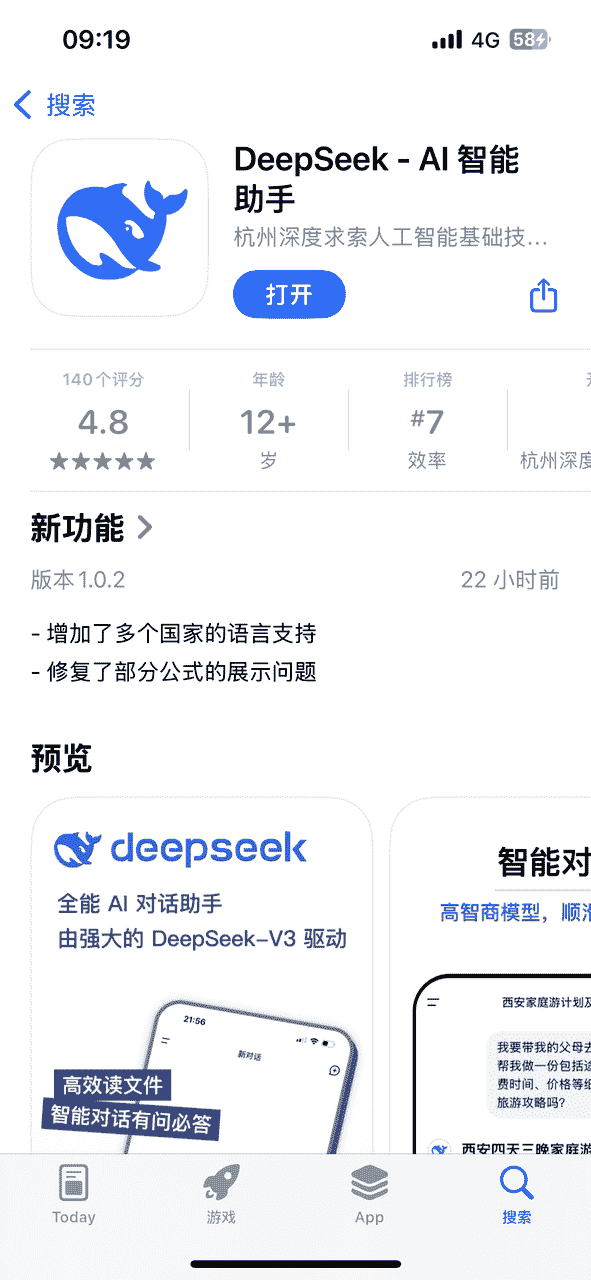 09:19
4G
58
搜索
DeepSeek - AI 智能
助手
杭州深度求索人工智能基础技...
打开
140个评分
年龄
排行榜
4.8
12+
#7
岁
效率
杭州深度
新功能
版本1.0.2
22 小时前
- 增加了多个国家的语言支持
- 修复了部分公式的展示问题
预览
deepseek
全能 AI 对话助手
由强大的 DeepSeek-V3 驱动
21:56
新对话
高效读文件
智能对话有问必答
智能对
高智商模型，顺滑
西安家庭游计划及
我要带我的父母去
帮我做一份包括途
费时间、价格等细
旅游攻略吗？
西安四天三晚家庭游
Today
游戏
App
搜索